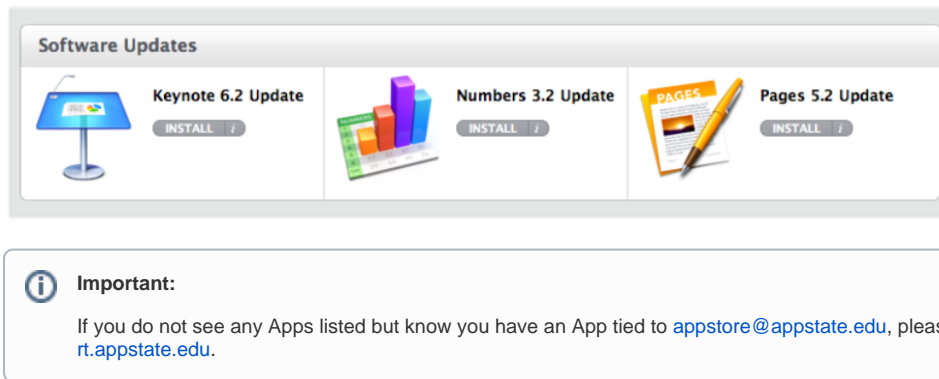 Software Updates
Keynote 6.2 Update
INSTALL i
Numbers 3.2 Update
INSTALL i
Pages 5.2 Update
INSTALL i
NUMBERS
PAGES
Important:
If you do not see any Apps listed but know you have an App tied to appstore@appstate.edu, pleas
rt.appstate.edu.